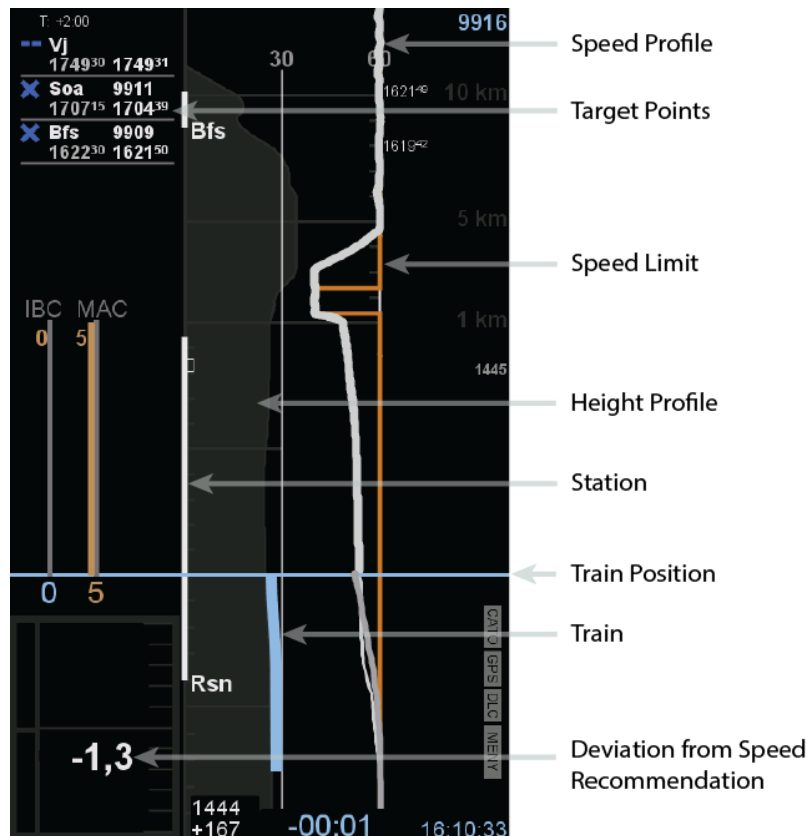 T: +2:00
-- Vj
1749³⁰ 1749³¹
Soa 9911
1707¹⁵ 1704³⁹
Bfs 9909
1622³⁰ 1621⁵⁰
9916
30
60
1621⁴⁹
10 km
Bfs
1619⁴²
5 km
IBC MAC
0 5
1 km
1445
0 5
CATO
GPS
DLC
MENY
Rsn
-1,3
1444
+167
-00:01
16:10:33
Speed Profile
Target Points
Speed Limit
Height Profile
Station
Train Position
Train
Deviation from Speed
Recommendation